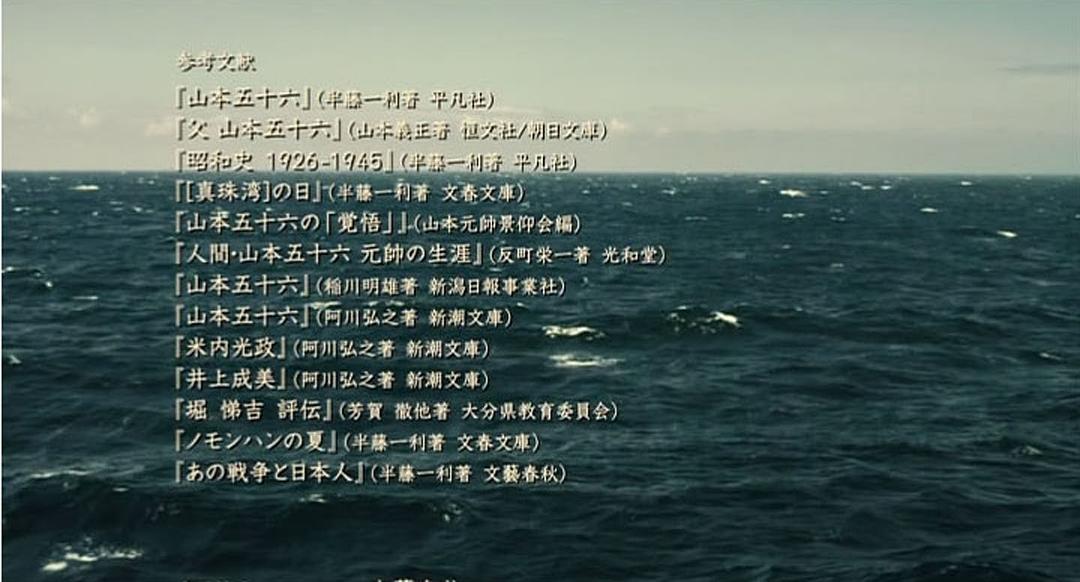 参考文献
『山本五十六』(半藤一利著 平凡社)
『父 山本五十六』(山本義正著 恒文社/朝日文庫)
『昭和史 1926-1945』(半藤一利著 平凡社)
『[真珠湾]の日』(半藤一利著 文春文庫)
『山本五十六の「覚悟」』(山本元帥景仰会編)
『人間・山本五十六 元帥の生涯』(反町栄一著 光和堂)
『山本五十六』(稲川明雄著 新潟日報事業社)
『山本五十六』(阿川弘之著 新潮文庫)
『米内光政』(阿川弘之著 新潮文庫)
『井上成美』(阿川弘之著 新潮文庫)
『堀 悌吉 評伝』(芳賀 徹他著 大分県教育委員会)
『ノモンハンの夏』(半藤一利著 文春文庫)
『あの戦争と日本人』(半藤一利著 文藝春秋)